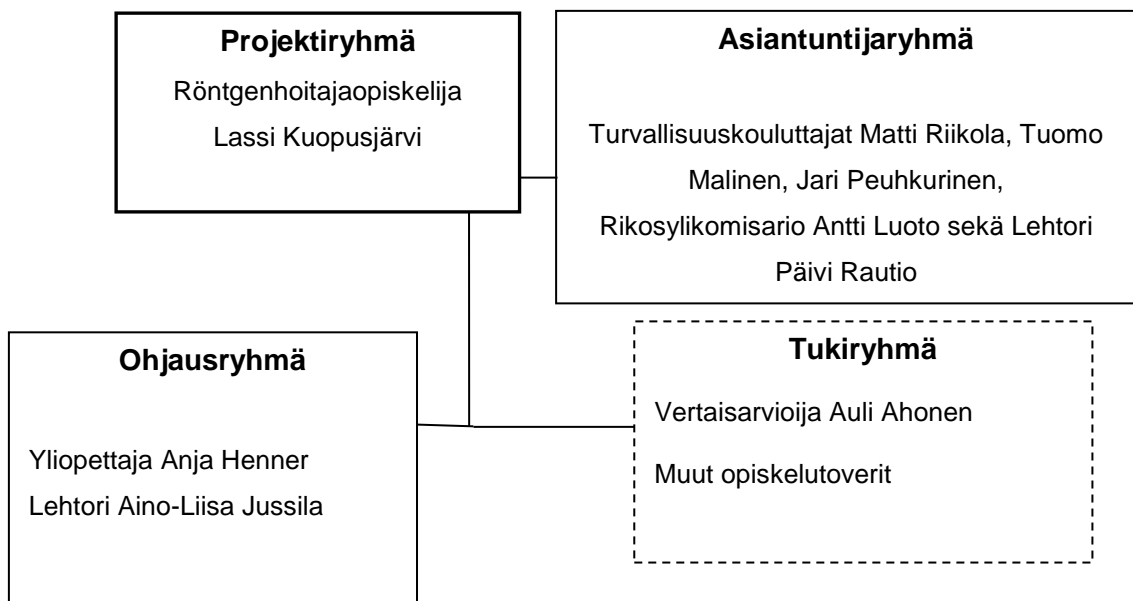 Projektiryhmä
Röntgenhoitajaopiskelija
Lassi Kuopusjärvi
Asiantuntijaryhmä
Turvallisuuskouluttajat Matti Riikola, Tuomo
Malinen, Jari Peuhkurinen,
Rikosylikomisario Antti Luoto sekä Lehtori
Päivi Rautio
Ohjausryhmä
Yliopettaja Anja Henner
Lehtori Aino-Liisa Jussila
Tukiryhmä
Vertaisarvioija Auli Ahonen
Muut opiskelutoverit